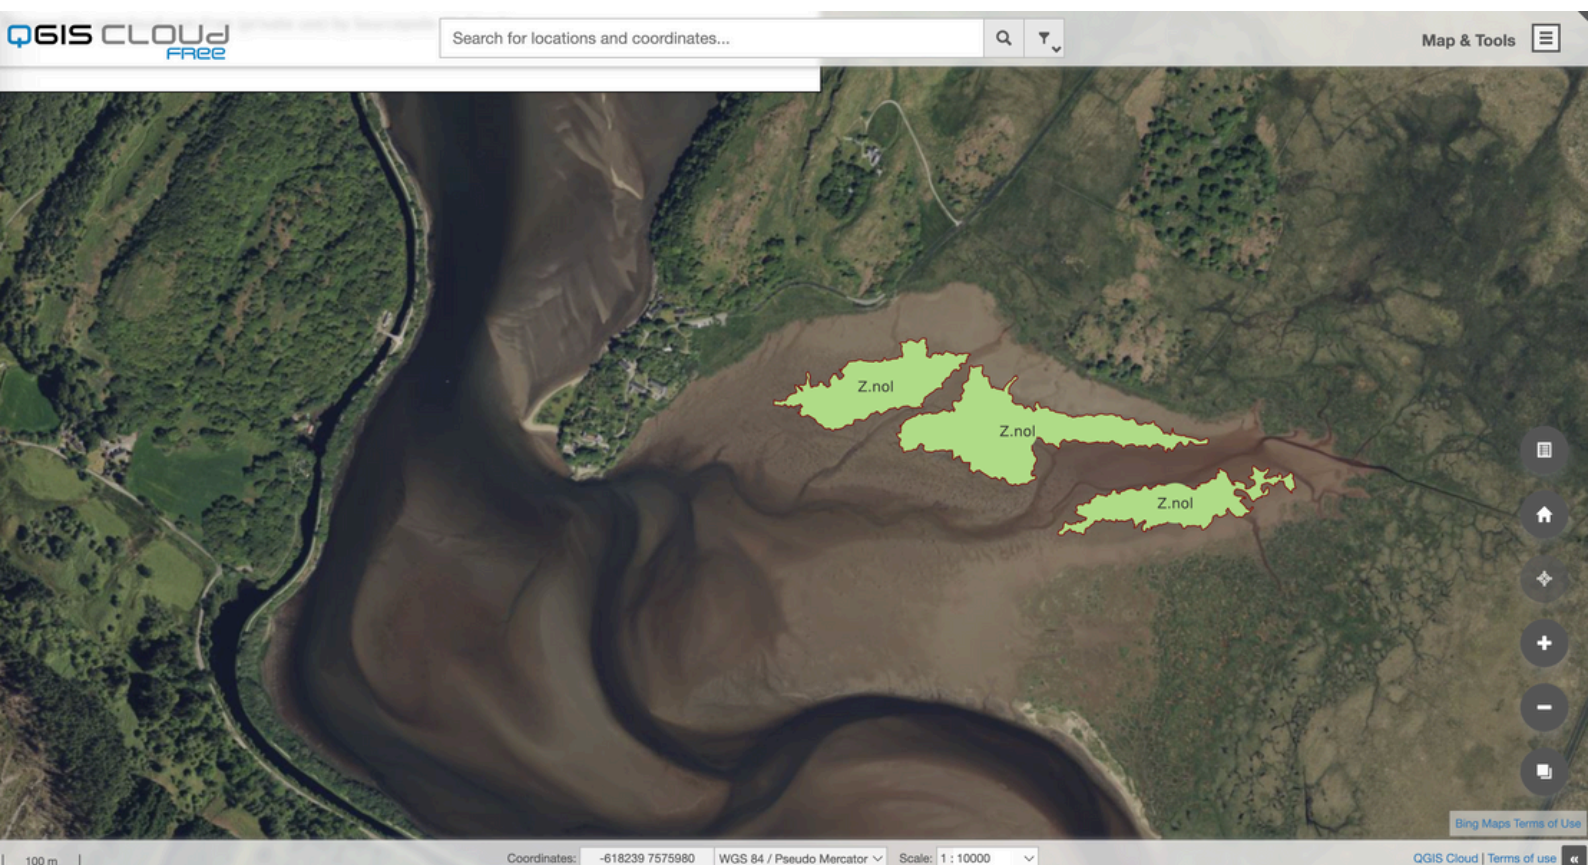 QGIS CLOUD
FREE
Search for locations and coordinates...
Map & Tools
Z.nol
Z.nol
Z.nol
Bing Maps Terms of Use
100 m
Coordinates: -618239 7575980 WGS 84 / Pseudo Mercator Scale: 1 : 10000
QGIS Cloud | Terms of use «